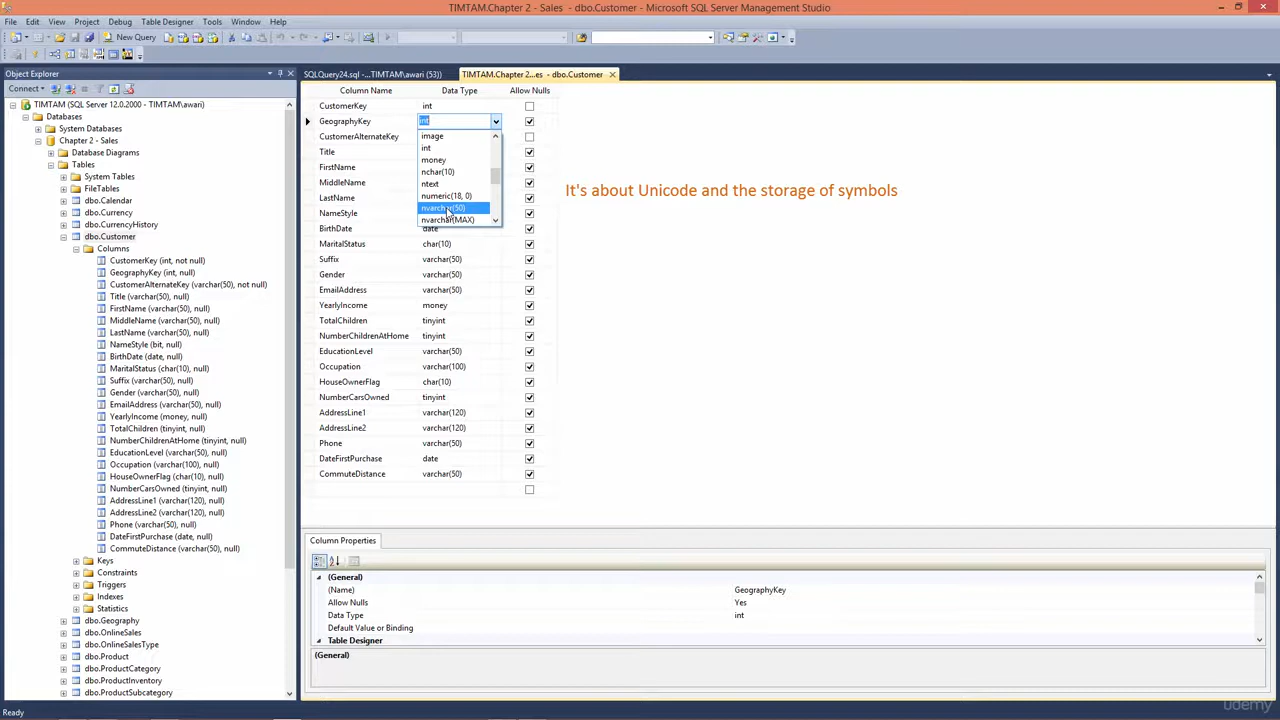 TIMTAM.Chapter 2 - Sales - dbo.Customer - Microsoft SQL Server Management Studio
File Edit View Project Debug Table Designer Tools Window Help
New Query
Object Explorer
Connect
TIMTAM (SQL Server 12.0.2000 - TIMTAM\awari)
Databases
System Databases
Chapter 2 - Sales
Database Diagrams
Tables
System Tables
FileTables
dbo.Calendar
dbo.Currency
dbo.CurrencyHistory
dbo.Customer
Columns
CustomerKey (int, not null)
GeographyKey (int, null)
CustomerAlternateKey (varchar(50), not null)
Title (varchar(50), null)
FirstName (varchar(50), null)
MiddleName (varchar(50), null)
LastName (varchar(50), null)
NameStyle (bit, null)
BirthDate (date, null)
MaritalStatus (char(10), null)
Suffix (varchar(50), null)
Gender (varchar(50), null)
EmailAddress (varchar(50), null)
YearlyIncome (money, null)
TotalChildren (tinyint, null)
NumberChildrenAtHome (tinyint, null)
EducationLevel (varchar(50), null)
Occupation (varchar(100), null)
HouseOwnerFlag (char(10), null)
NumberCarsOwned (tinyint, null)
AddressLine1 (varchar(120), null)
AddressLine2 (varchar(120), null)
Phone (varchar(50), null)
DateFirstPurchase (date, null)
CommuteDistance (varchar(50), null)
Keys
Constraints
Triggers
Indexes
Statistics
dbo.Geography
dbo.OnlineSales
dbo.OnlineSalesType
dbo.Product
dbo.ProductCategory
dbo.ProductInventory
dbo.ProductSubcategory
SQLQuery24.sql -...TIMTAM\awari (53)) TIMTAM.Chapter 2...es - dbo.Customer
Column Name Data Type Allow Nulls
CustomerKey int
GeographyKey int
CustomerAlternateKey
Title
FirstName
MiddleName
LastName
NameStyle
image
int
money
nchar(10)
ntext
numeric(18, 0)
nvarchar(50)
nvarchar(MAX)
BirthDate date
MaritalStatus char(10)
Suffix varchar(50)
Gender varchar(50)
EmailAddress varchar(50)
YearlyIncome money
TotalChildren tinyint
NumberChildrenAtHome tinyint
EducationLevel varchar(50)
Occupation varchar(100)
HouseOwnerFlag char(10)
NumberCarsOwned tinyint
AddressLine1 varchar(120)
AddressLine2 varchar(120)
Phone varchar(50)
DateFirstPurchase date
CommuteDistance varchar(50)
It's about Unicode and the storage of symbols
Column Properties
(General)
(Name) GeographyKey
Allow Nulls Yes
Data Type int
Default Value or Binding
Table Designer
(General)
Ready
udemy